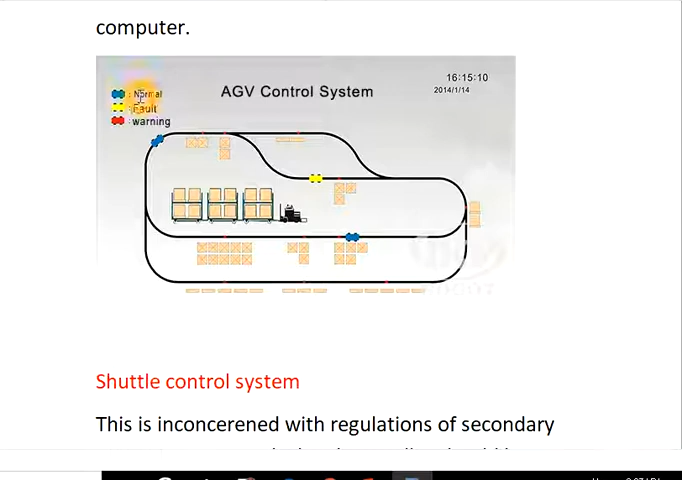 computer.
16:15:10
AGV Control System
2014/1/14
: Normal
: Fault
: warning
Shuttle control system
This is inconcerened with regulations of secondary